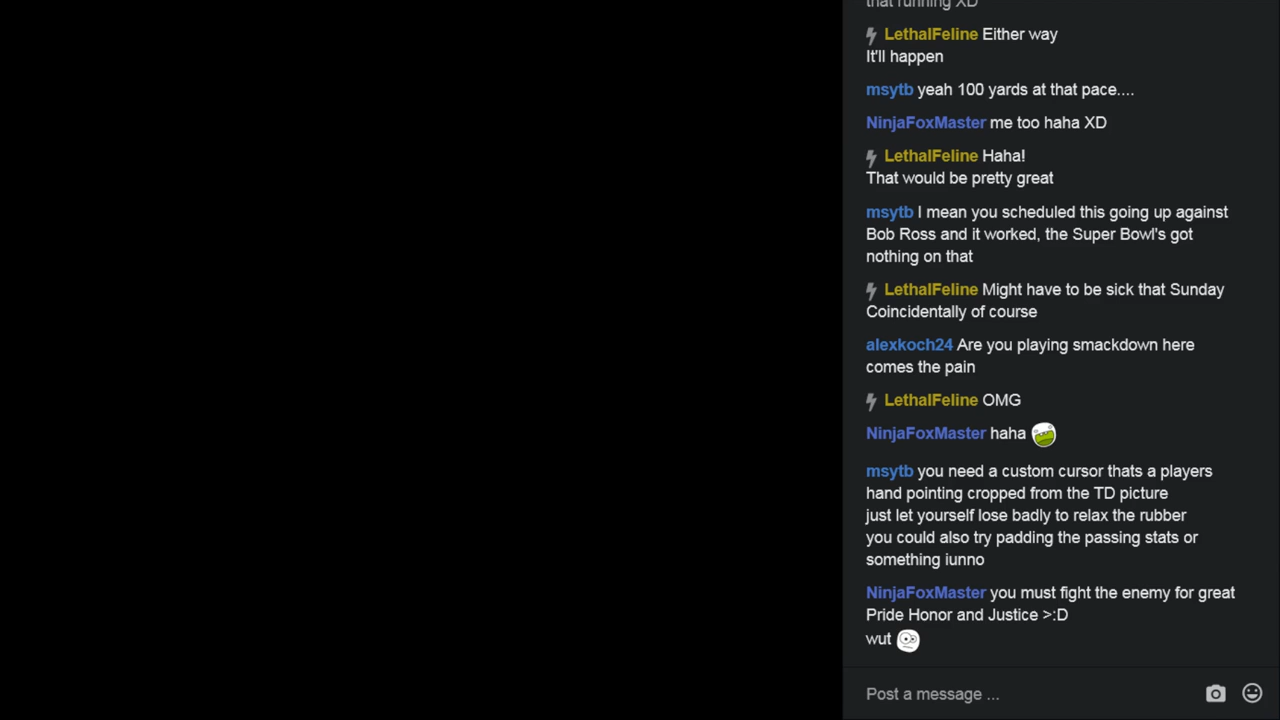 that running XD
LethalFeline Either way
It'll happen
msytb yeah 100 yards at that pace....
NinjaFoxMaster me too haha XD
LethalFeline Haha!
That would be pretty great
msytb I mean you scheduled this going up against
Bob Ross and it worked, the Super Bowl's got
nothing on that
LethalFeline Might have to be sick that Sunday
Coincidentally of course
alexkoch24 Are you playing smackdown here
comes the pain
LethalFeline OMG
NinjaFoxMaster haha
msytb you need a custom cursor thats a players
hand pointing cropped from the TD picture
just let yourself lose badly to relax the rubber
you could also try padding the passing stats or
something iunno
NinjaFoxMaster you must fight the enemy for great
Pride Honor and Justice >:D
wut
Post a message ...